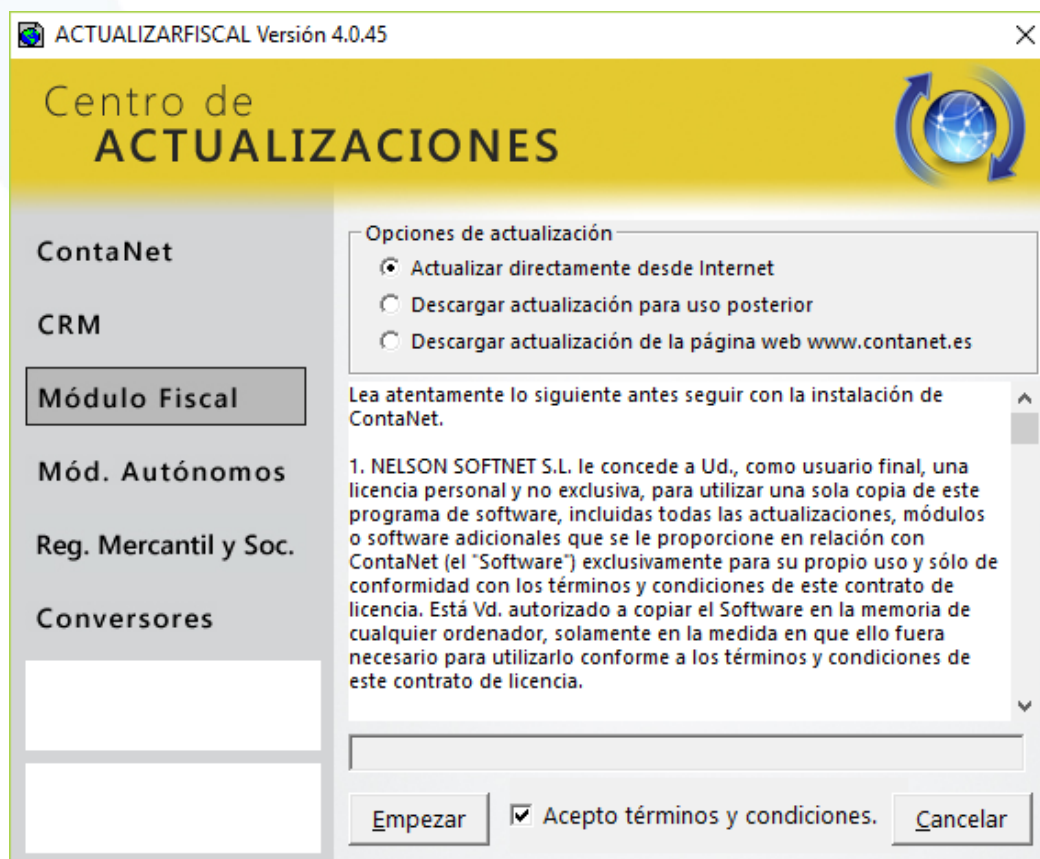 ACTUALIZARFISCAL Versión 4.0.45
Centro de
ACTUALIZACIONES
ContaNet
CRM
Módulo Fiscal
Mód. Autónomos
Reg. Mercantil y Soc.
Conversores
Opciones de actualización
Actualizar directamente desde Internet
Descargar actualización para uso posterior
Descargar actualización de la página web www.contanet.es
Lea atentamente lo siguiente antes seguir con la instalación de
ContaNet.
1. NELSON SOFTNET S.L. le concede a Ud., como usuario final, una
licencia personal y no exclusiva, para utilizar una sola copia de este
programa de software, incluidas todas las actualizaciones, módulos
o software adicionales que se le proporcione en relación con
ContaNet (el "Software") exclusivamente para su propio uso y sólo de
conformidad con los términos y condiciones de este contrato de
licencia. Está Vd. autorizado a copiar el Software en la memoria de
cualquier ordenador, solamente en la medida en que ello fuera
necesario para utilizarlo conforme a los términos y condiciones de
este contrato de licencia.
Empezar
Acepto términos y condiciones.
Cancelar